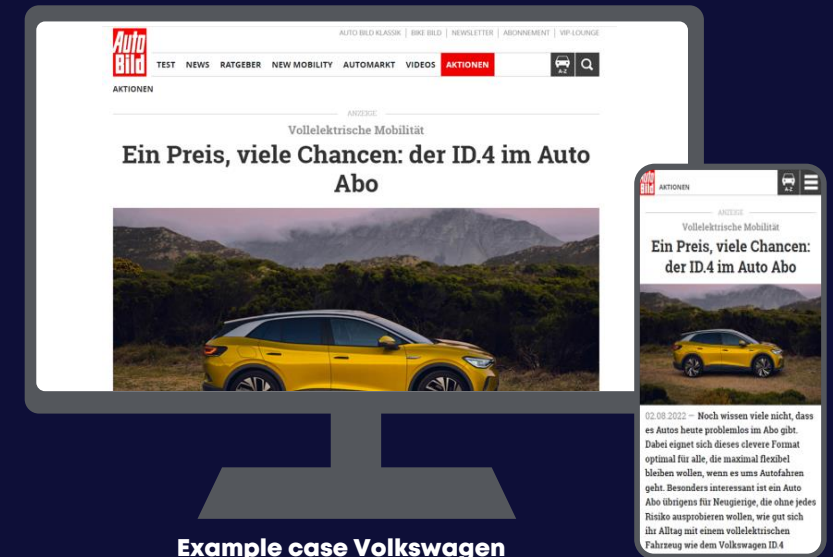 AUTO BILD KLASSIK | BIKE BILD | NEWSLETTER | ABONNEMENT | VIP-LOUNGE
Auto
Bild
TEST NEWS RATGEBER NEW MOBILITY AUTOMARKT VIDEOS AKTIONEN
A-Z
AKTIONEN
ANZEIGE
Vollelektrische Mobilität
Ein Preis, viele Chancen: der ID.4 im Auto
Abo
Auto
Bild
AKTIONEN
A-Z
ANZEIGE
Vollelektrische Mobilität
Ein Preis, viele Chancen:
der ID.4 im Auto Abo
02.08.2022 — Noch wissen viele nicht, dass
es Autos heute problemlos im Abo gibt.
Dabei eignet sich dieses clevere Format
optimal für alle, die maximal flexibel
bleiben wollen, wenn es ums Autofahren
geht. Besonders interessant ist ein Auto
Abo übrigens für Neugierige, die ohne jedes
Risiko ausprobieren wollen, wie gut sich
ihr Alltag mit einem vollelektrischen
Fahrzeug wie dem Volkswagen ID.4
Example case Volkswagen